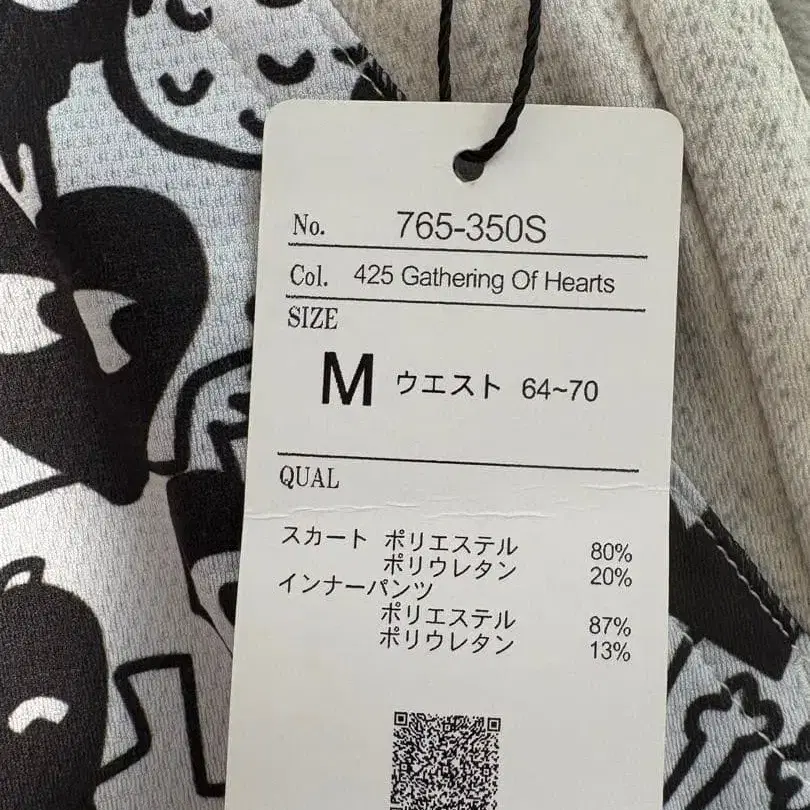 No. 765-350S
Col. 425 Gathering Of Hearts
SIZE
M ウエスト 64~70
QUAL
スカート ポリエステル 80%
ポリウレタン 20%
インナーパンツ
ポリエステル 87%
ポリウレタン 13%